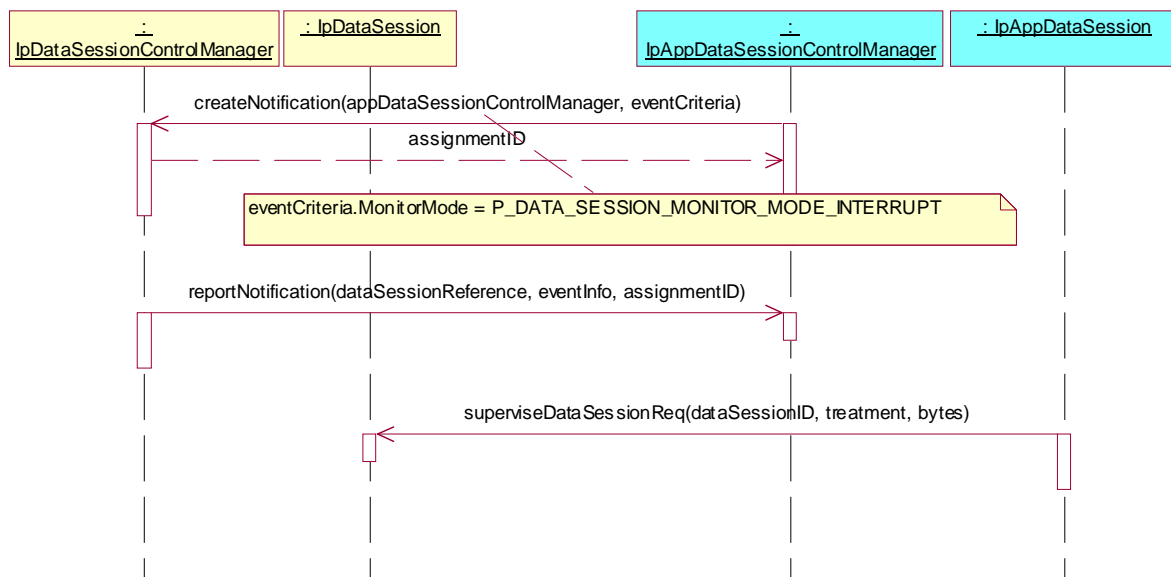 :
IpDataSessionControlManager
: IpDataSession
:
IpAppDataSessionControlManager
: IpAppDataSession
createNotification(appDataSessionControlManager, eventCriteria)
assignmentID
eventCriteria.MonitorMode = P_DATA_SESSION_MONITOR_MODE_INTERRUPT
reportNotification(dataSessionReference, eventInfo, assignmentID)
superviseDataSessionReq(dataSessionID, treatment, bytes)